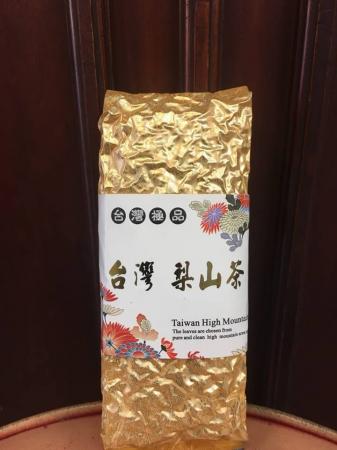 台灣極品
台灣 梨山茶
Taiwan High Mountain
The leaves are chosen from
pure and clean high mountain